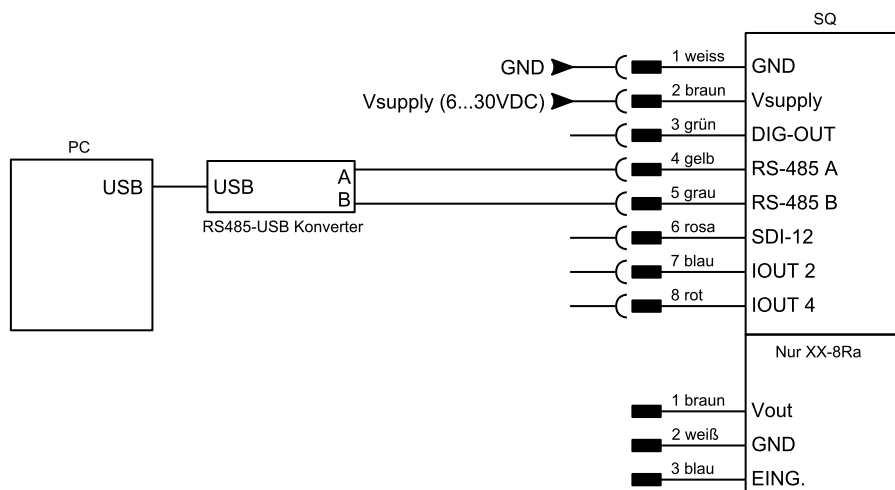 SQ
GND 1 weiss GND
Vsupply (6...30VDC) 2 braun Vsupply
3 grün DIG-OUT
PC
4 gelb RS-485 A
USB USB A
B
5 grau RS-485 B
RS485-USB Konverter
6 rosa SDI-12
7 blau IOUT 2
8 rot IOUT 4
Nur XX-8Ra
1 braun Vout
2 weiß GND
3 blau EING.